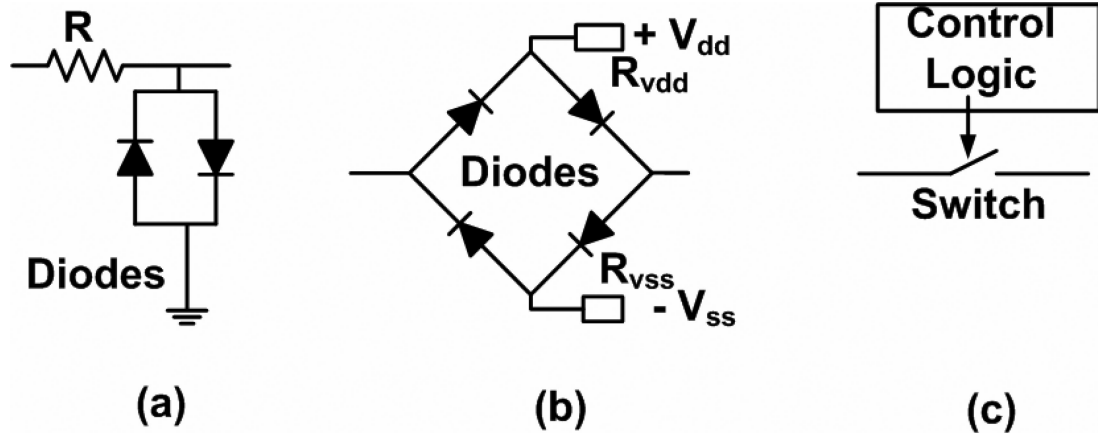 R
Diodes
(a)
+ Vdd
Rvdd
Diodes
Rvss
- Vss
(b)
Control
Logic
Switch
(c)